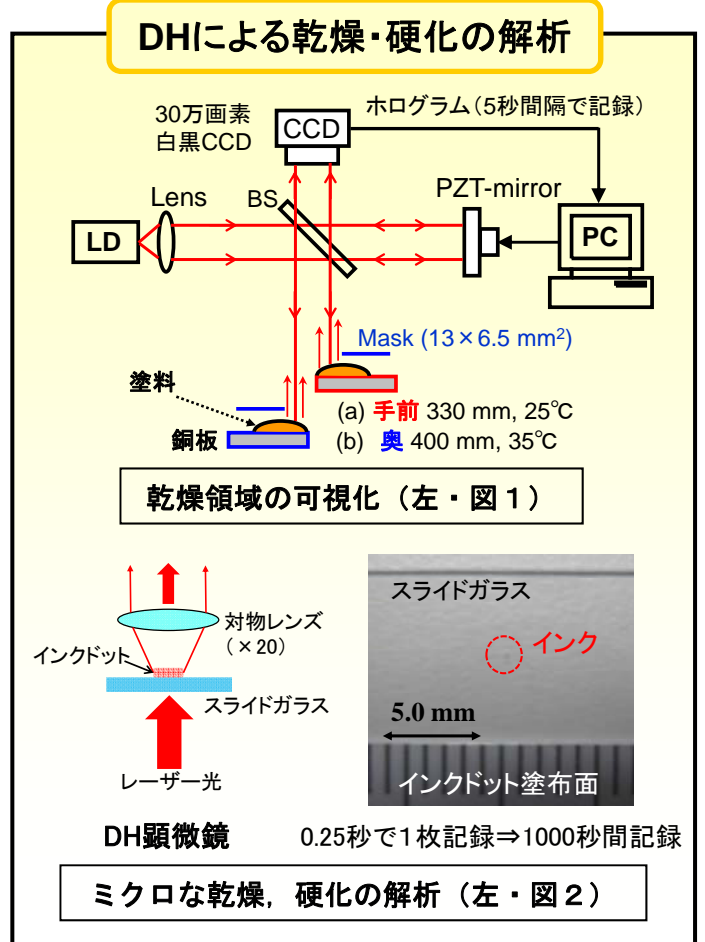 DHによる乾燥・硬化の解析
30万画素
白黒CCD
CCD
ホログラム(5秒間隔で記録)
Lens
BS
PZT-mirror
LD
PC
Mask (13×6.5 mm²)
塗料
銅板
(a) 手前 330 mm, 25℃
(b) 奥 400 mm, 35℃
乾燥領域の可視化(左・図1)
対物レンズ
(×20)
インクドット
スライドガラス
レーザー光
スライドガラス
インク
5.0 mm
インクドット塗布面
DH顕微鏡
0.25秒で1枚記録⇒1000秒間記録
ミクロな乾燥,硬化の解析(左・図2)